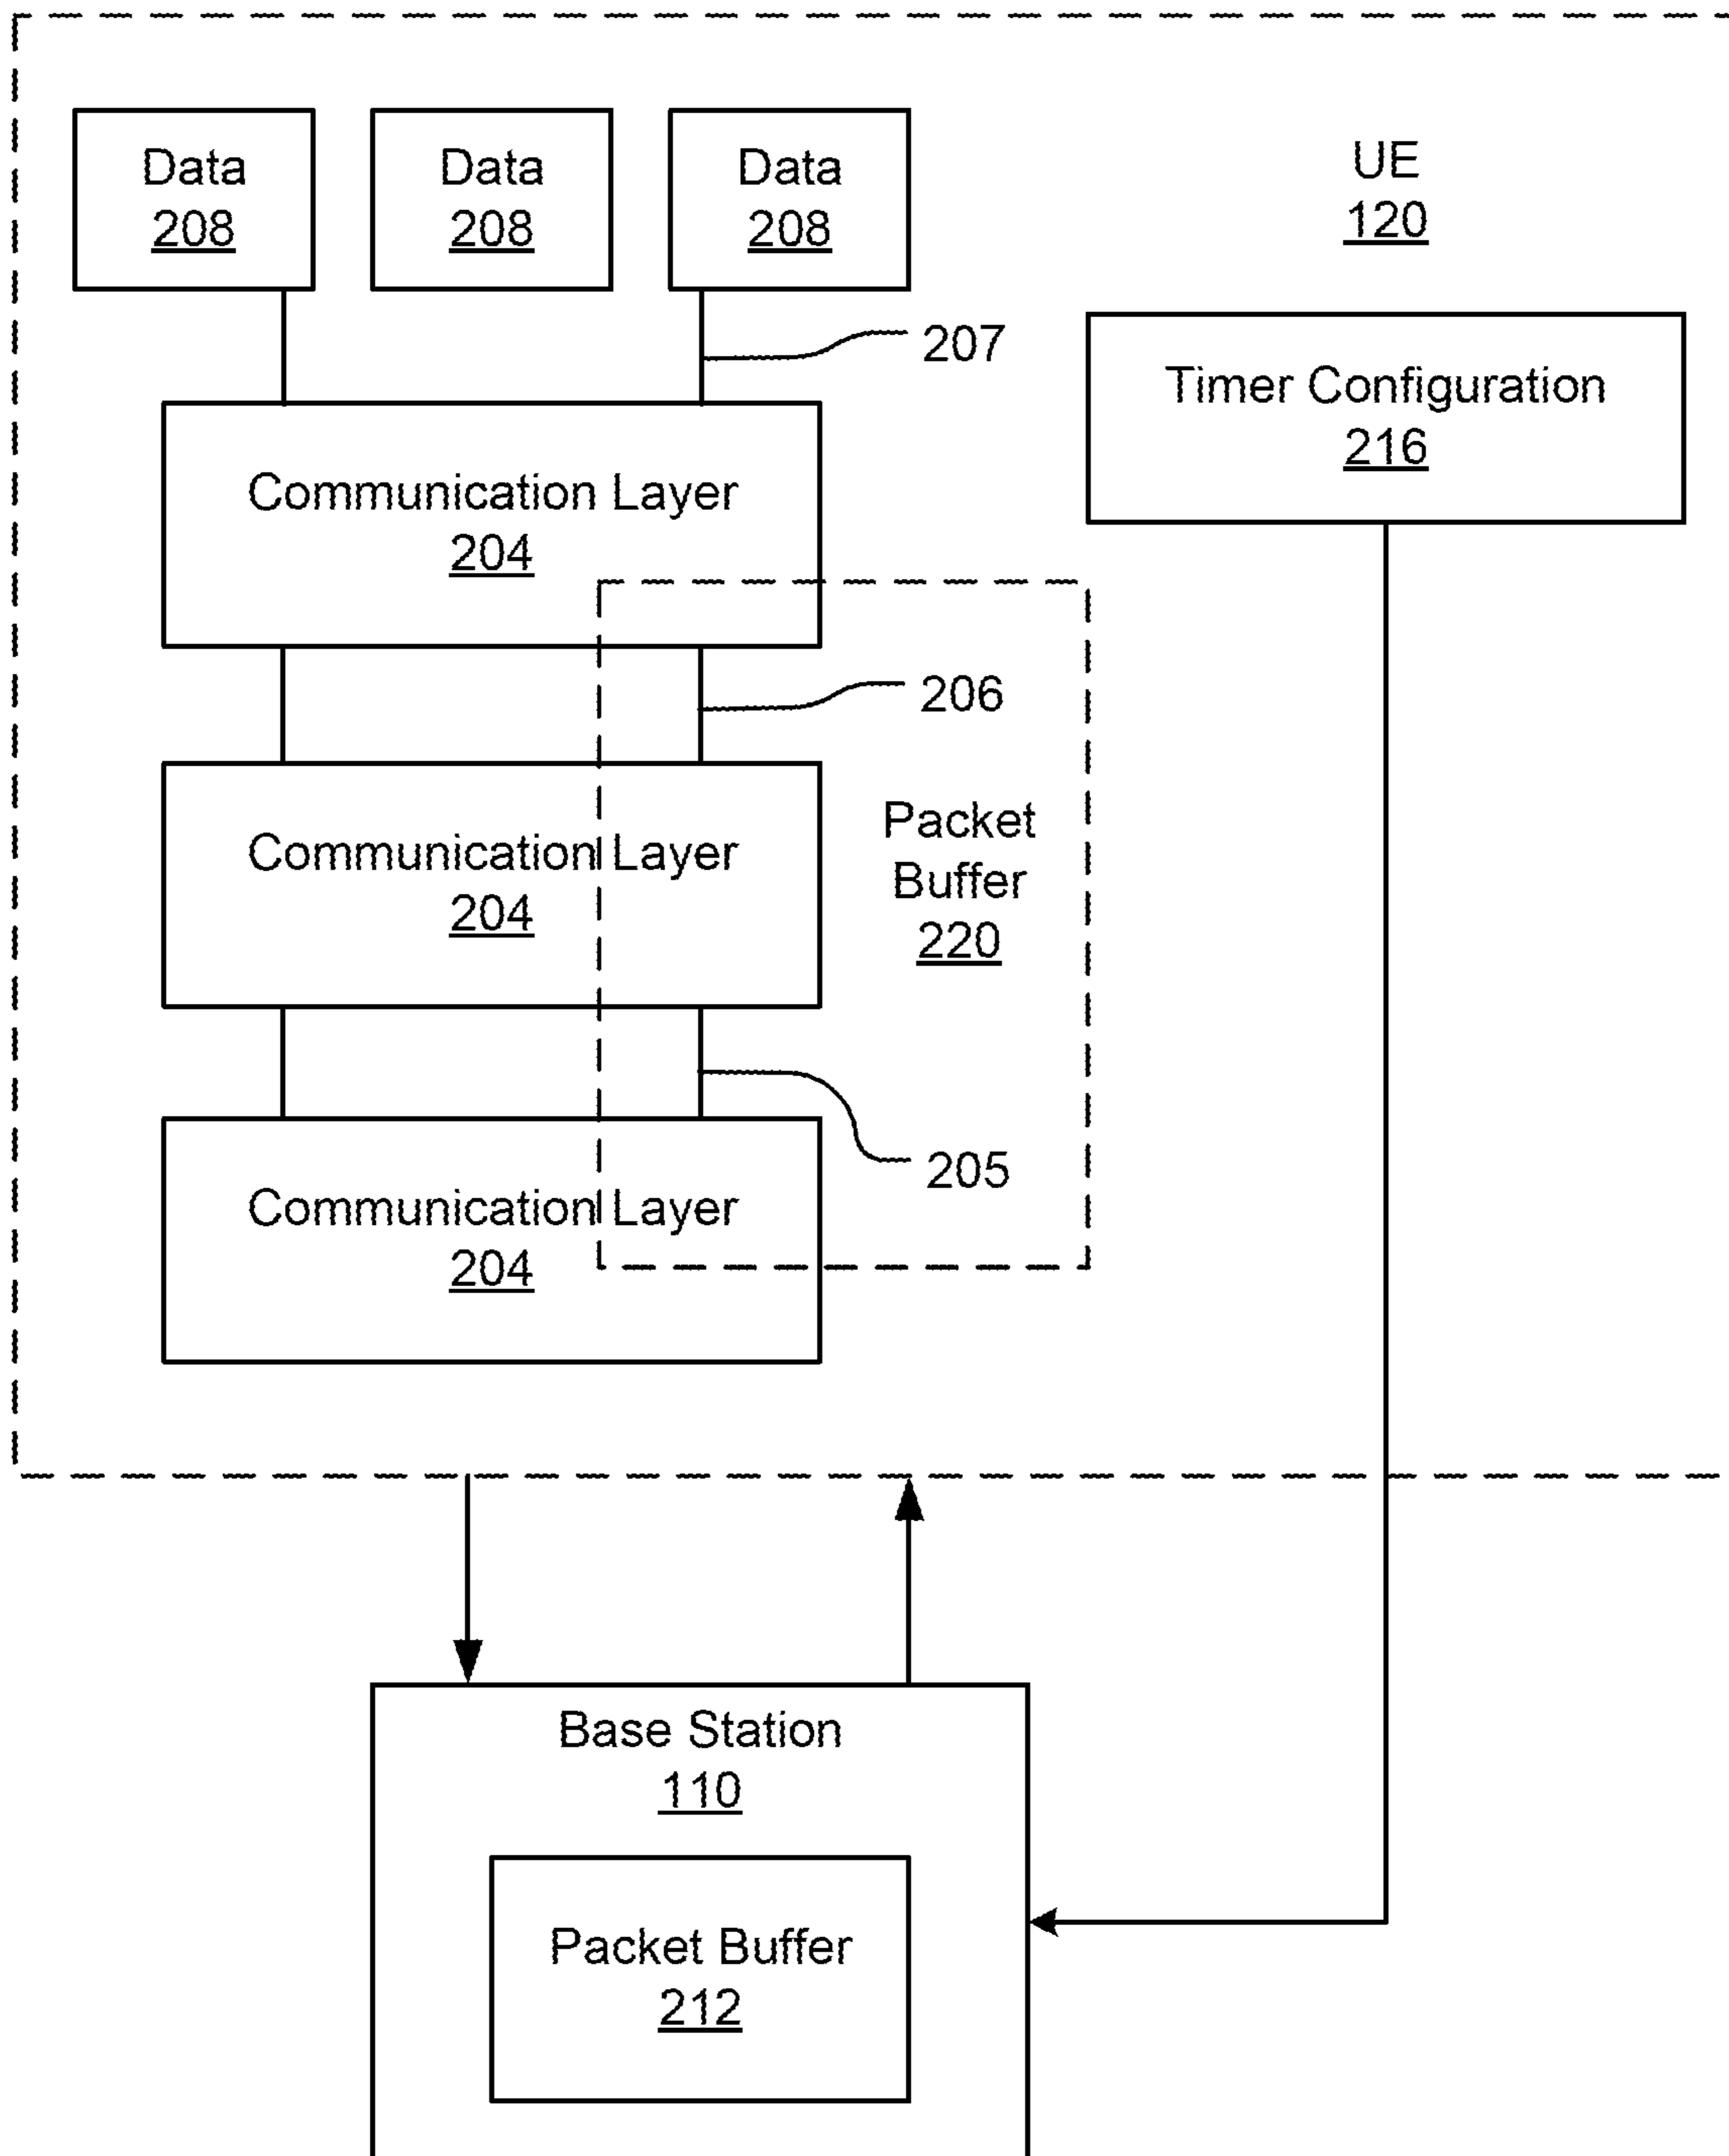 Data
208
Data
208
Data
208
UE
120
207
Timer Configuration
216
Communication Layer
204
206
Communication Layer
204
Packet
Buffer
220
205
Communication Layer
204
Base Station
110
Packet Buffer
212